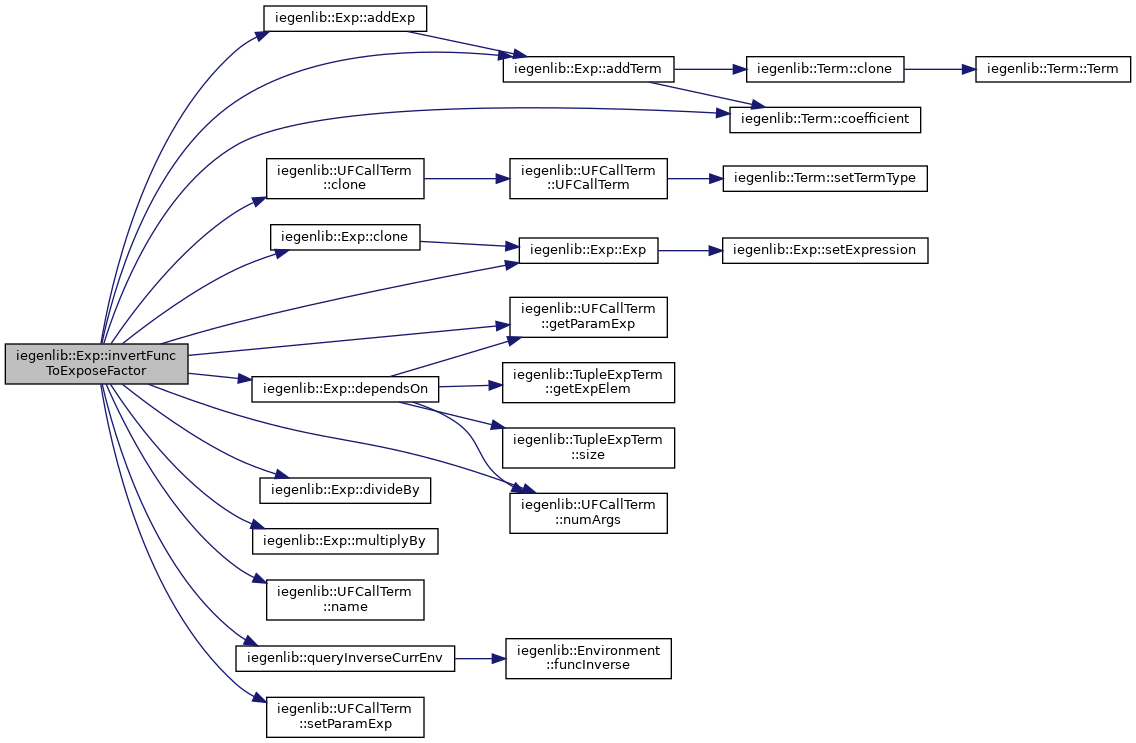 iegenlib::Exp::invertFunc
ToExposeFactor
iegenlib::Exp::addExp
iegenlib::Exp::addTerm
iegenlib::Term::clone
iegenlib::Term::Term
iegenlib::Term::coefficient
iegenlib::UFCallTerm
::clone
iegenlib::UFCallTerm
::UFCallTerm
iegenlib::Term::setTermType
iegenlib::Exp::clone
iegenlib::Exp::Exp
iegenlib::Exp::setExpression
iegenlib::UFCallTerm
::getParamExp
iegenlib::Exp::dependsOn
iegenlib::TupleExpTerm
::getExpElem
iegenlib::TupleExpTerm
::size
iegenlib::UFCallTerm
::numArgs
iegenlib::Exp::divideBy
iegenlib::Exp::multiplyBy
iegenlib::UFCallTerm
::name
iegenlib::queryInverseCurrEnv
iegenlib::Environment
::funcInverse
iegenlib::UFCallTerm
::setParamExp